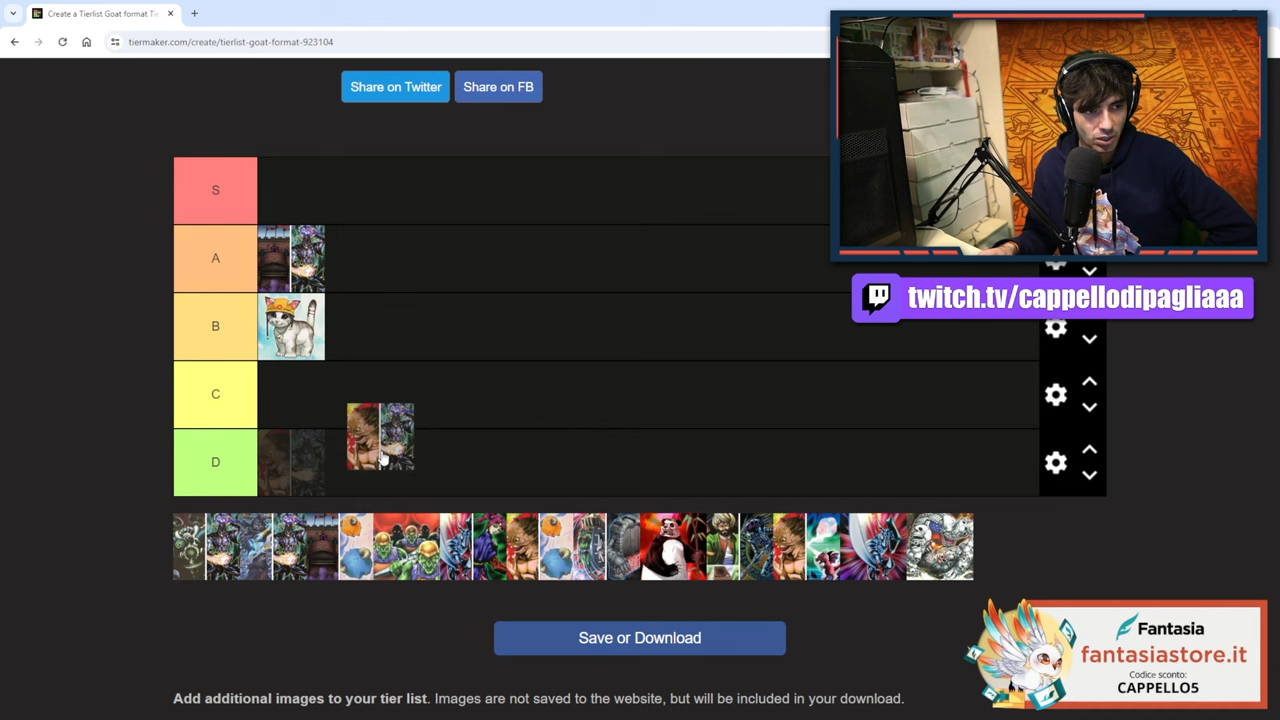 Create a Tierlist Goat format Tie
tiermaker.com/create/tierlist-goat-format-923104
Share on Twitter
Share on FB
S
A
B
C
D
twitch.tv/cappellodipagliaaa
Save or Download
Fantasia
fantasiastore.it
Codice sconto:
CAPPELLO5
Add additional images to your tier list. Images are not saved to the website, but will be included in your download.